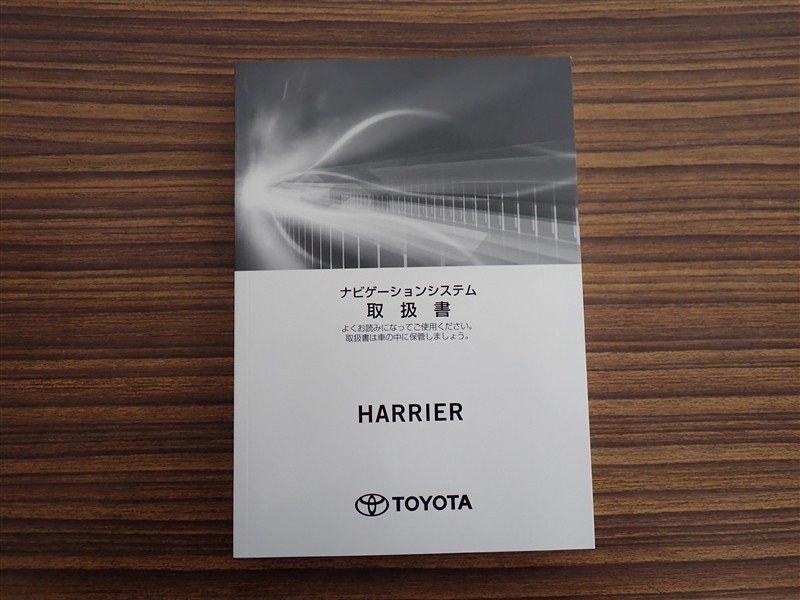 ナビゲーションシステム
取扱書
よくお読みになってご使用ください。
取扱書は車の中に保管しましょう。
HARRIER
TOYOTA